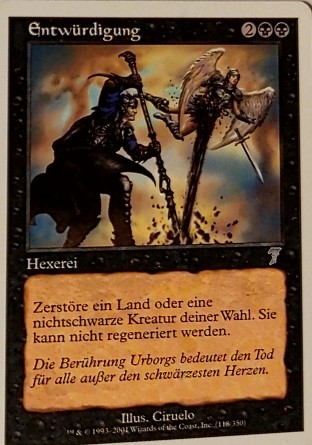 Entwürdigung 2
Hexerei
Zerstöre ein Land oder eine
nichtschwarze Kreatur deiner Wahl. Sie
kann nicht regeneriert werden.
Die Berührung Urborgs bedeutet den Tod
für alle außer den schwärzesten Herzen.
Illus. Ciruelo
™ & © 1993-2001 Wizards of the Coast, Inc. (118/350)